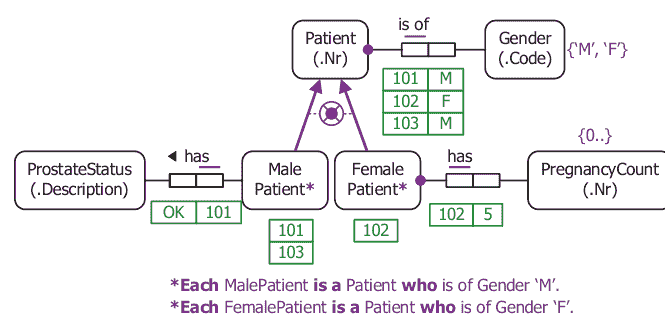 is of
Patient
(.Nr)
Gender
(.Code)
{'M', 'F'}
101 M
102 F
103 M
{0..}
ProstateStatus
(.Description)
◄ has
Male
Patient*
Female
Patient*
has
PregnancyCount
(.Nr)
OK 101
101
103
102
102 5
*Each MalePatient is a Patient who is of Gender ‘M’.
*Each FemalePatient is a Patient who is of Gender ‘F’.